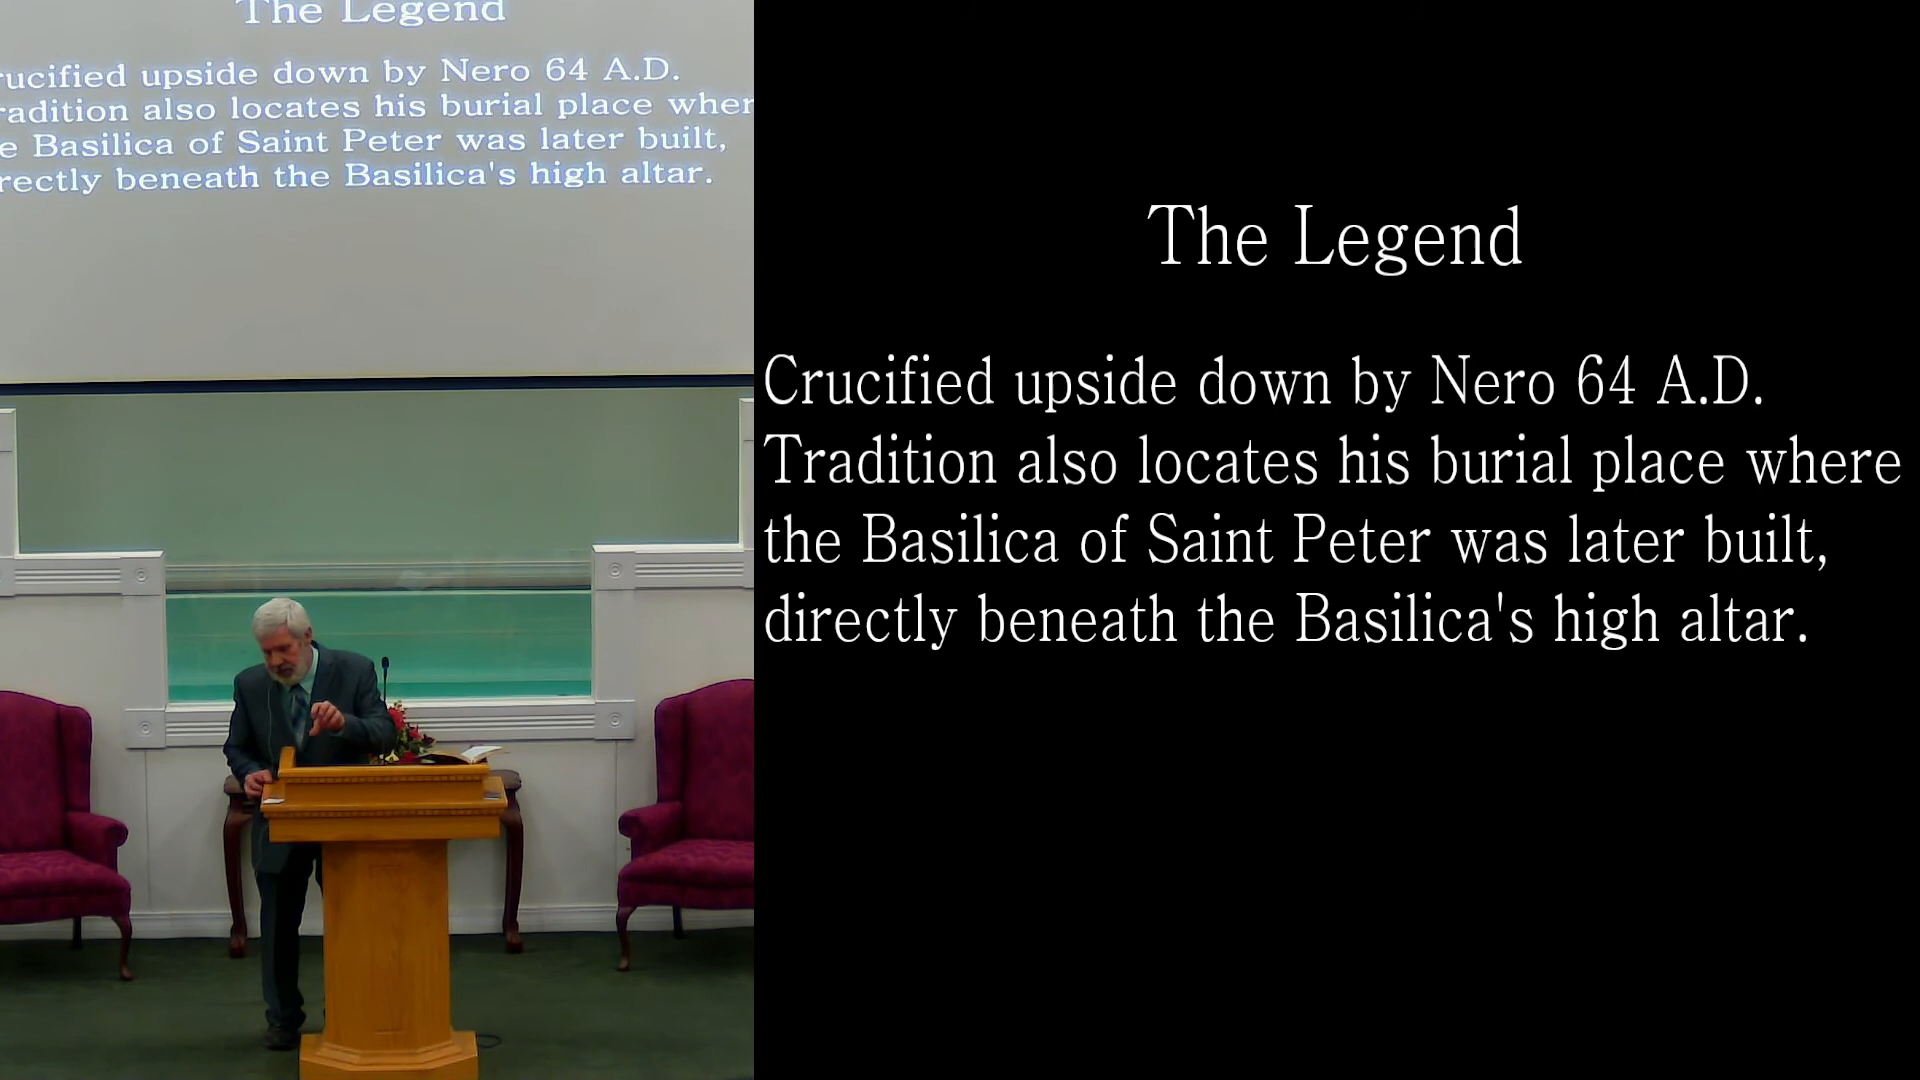 The Legend
rucified upside down by Nero 64 A.D.
radition also locates his burial place wher
e Basilica of Saint Peter was later built,
rectly beneath the Basilica's high altar.
The Legend
Crucified upside down by Nero 64 A.D.
Tradition also locates his burial place where
the Basilica of Saint Peter was later built,
directly beneath the Basilica's high altar.